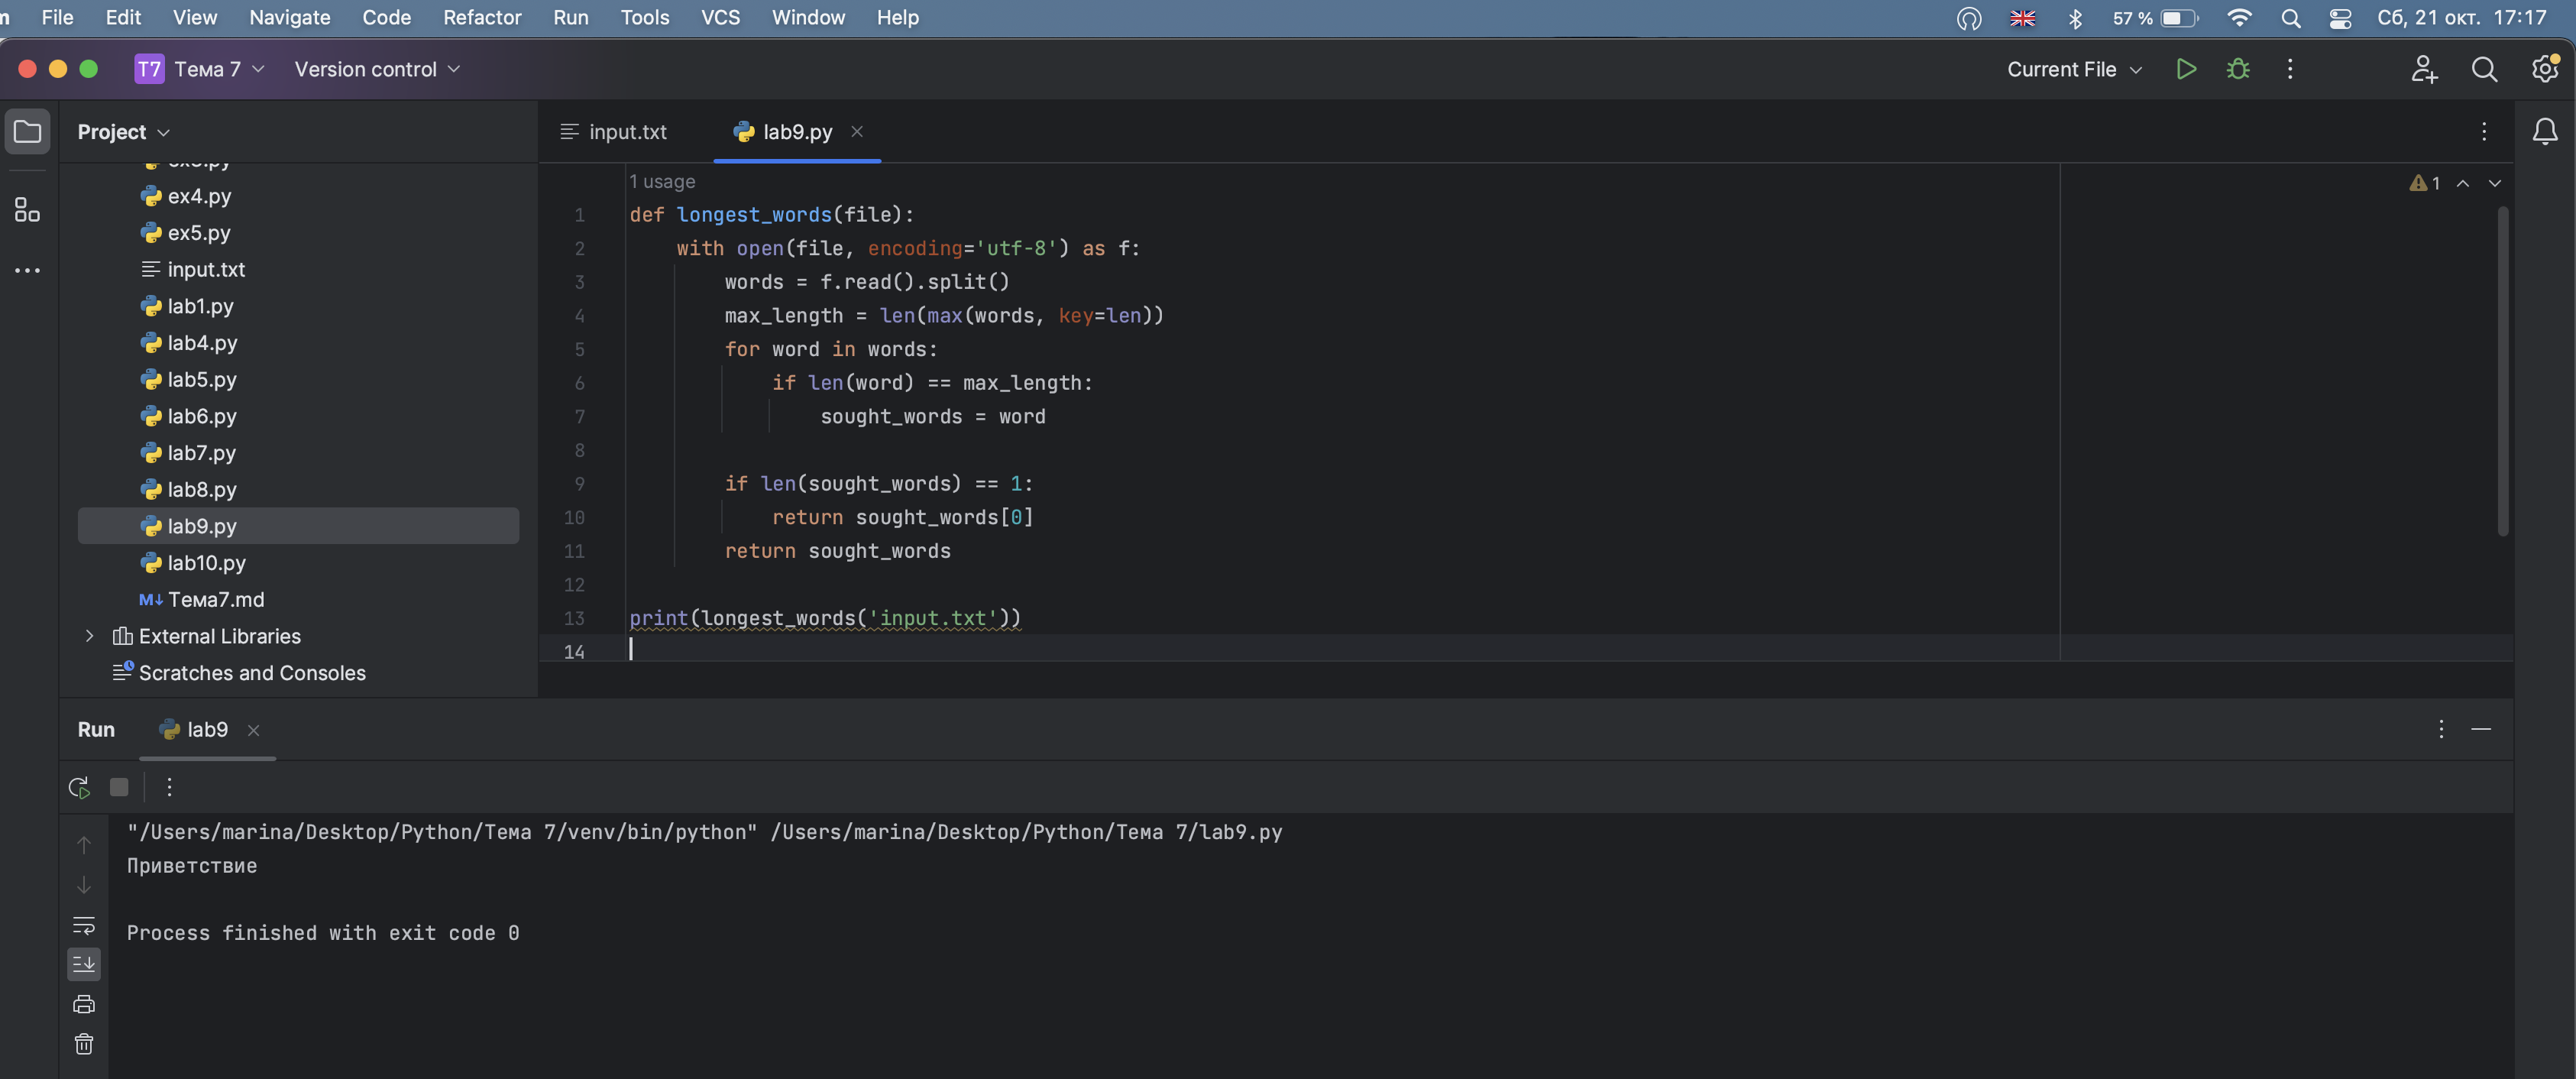 File Edit View Navigate Code Refactor Run Tools VCS Window Help 57 % Сб, 21 окт. 17:17
T7 Тема 7 Version control Current File
Project
ex4.py
ex5.py
input.txt
lab1.py
lab4.py
lab5.py
lab6.py
lab7.py
lab8.py
lab9.py
lab10.py
M↓ Тема7.md
External Libraries
Scratches and Consoles
input.txt lab9.py
1 usage
1
1 def longest_words(file):
2 with open(file, encoding='utf-8') as f:
3 words = f.read().split()
4 max_length = len(max(words, key=len))
5 for word in words:
6 if len(word) == max_length:
7 sought_words = word
8
9 if len(sought_words) == 1:
10 return sought_words[0]
11 return sought_words
12
13 print(longest_words('input.txt'))
14
Run lab9
"/Users/marina/Desktop/Python/Тема 7/venv/bin/python" /Users/marina/Desktop/Python/Тема 7/lab9.py
Приветствие
Process finished with exit code 0